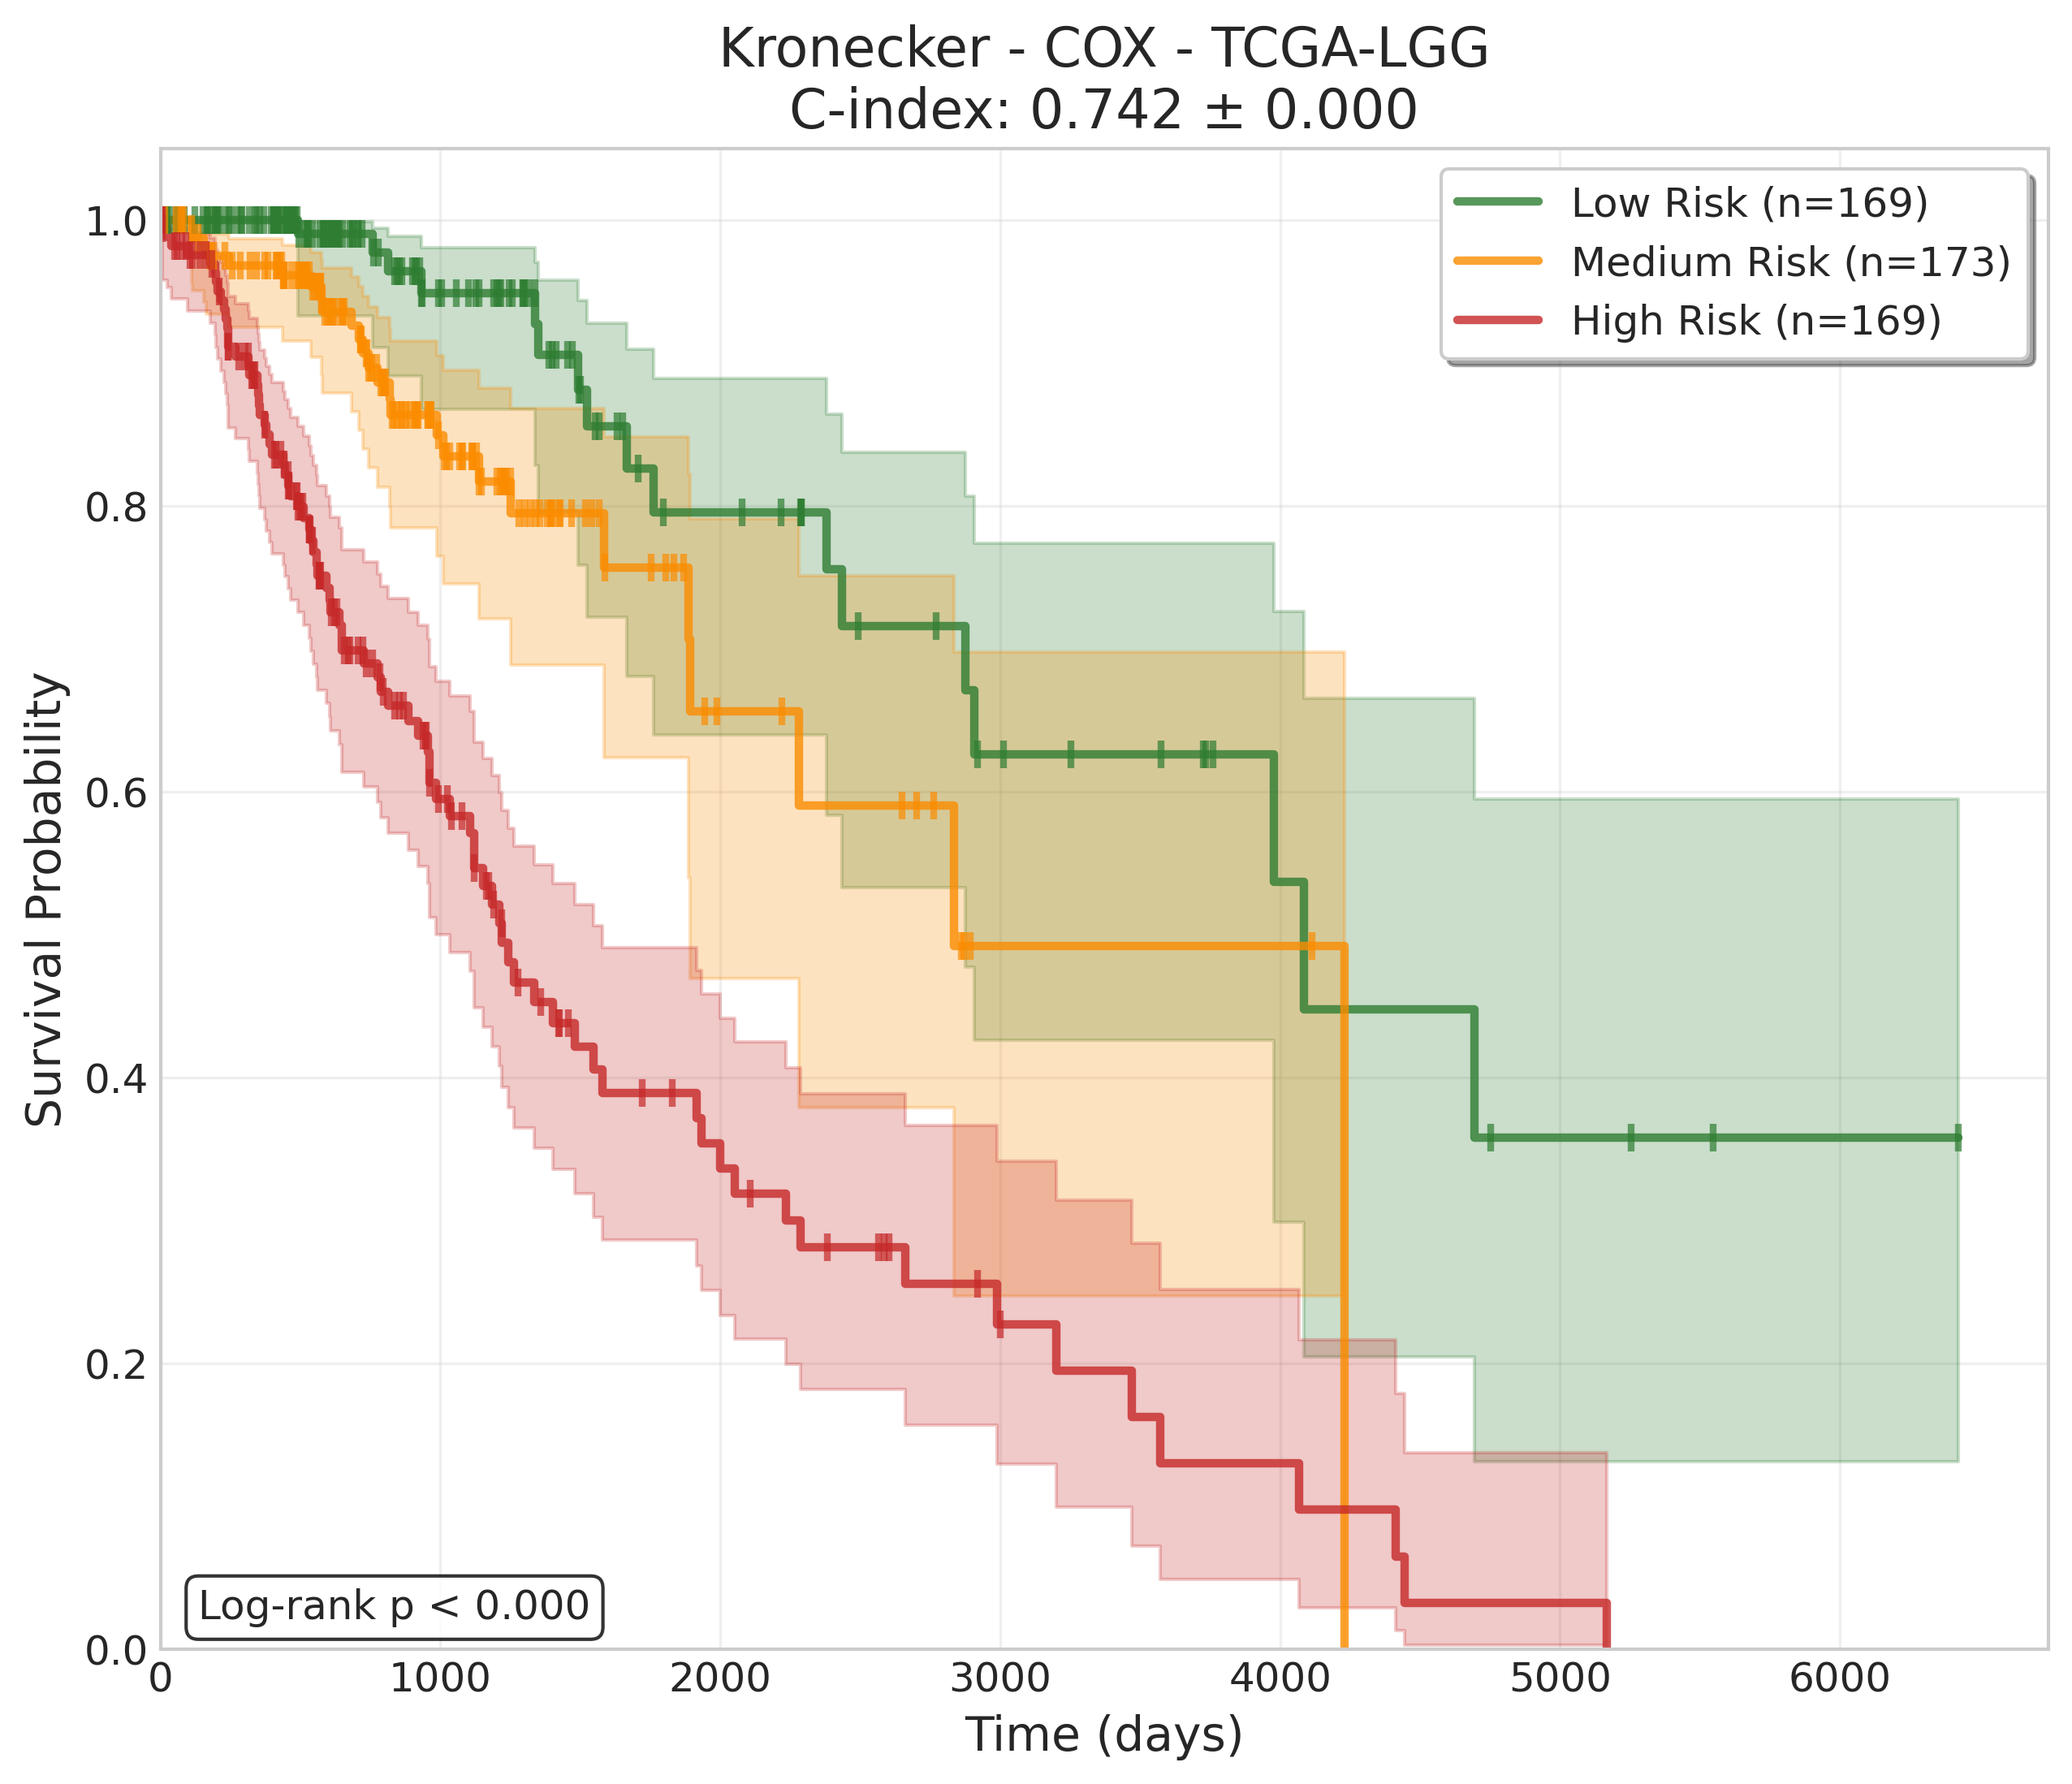 Kronecker - COX - TCGA-LGG
C-index: 0.742 ± 0.000
Low Risk (n=169)
Medium Risk (n=173)
High Risk (n=169)
Survival Probability
1.0
0.8
0.6
0.4
0.2
0.0
Log-rank p < 0.000
0 1000 2000 3000 4000 5000 6000
Time (days)